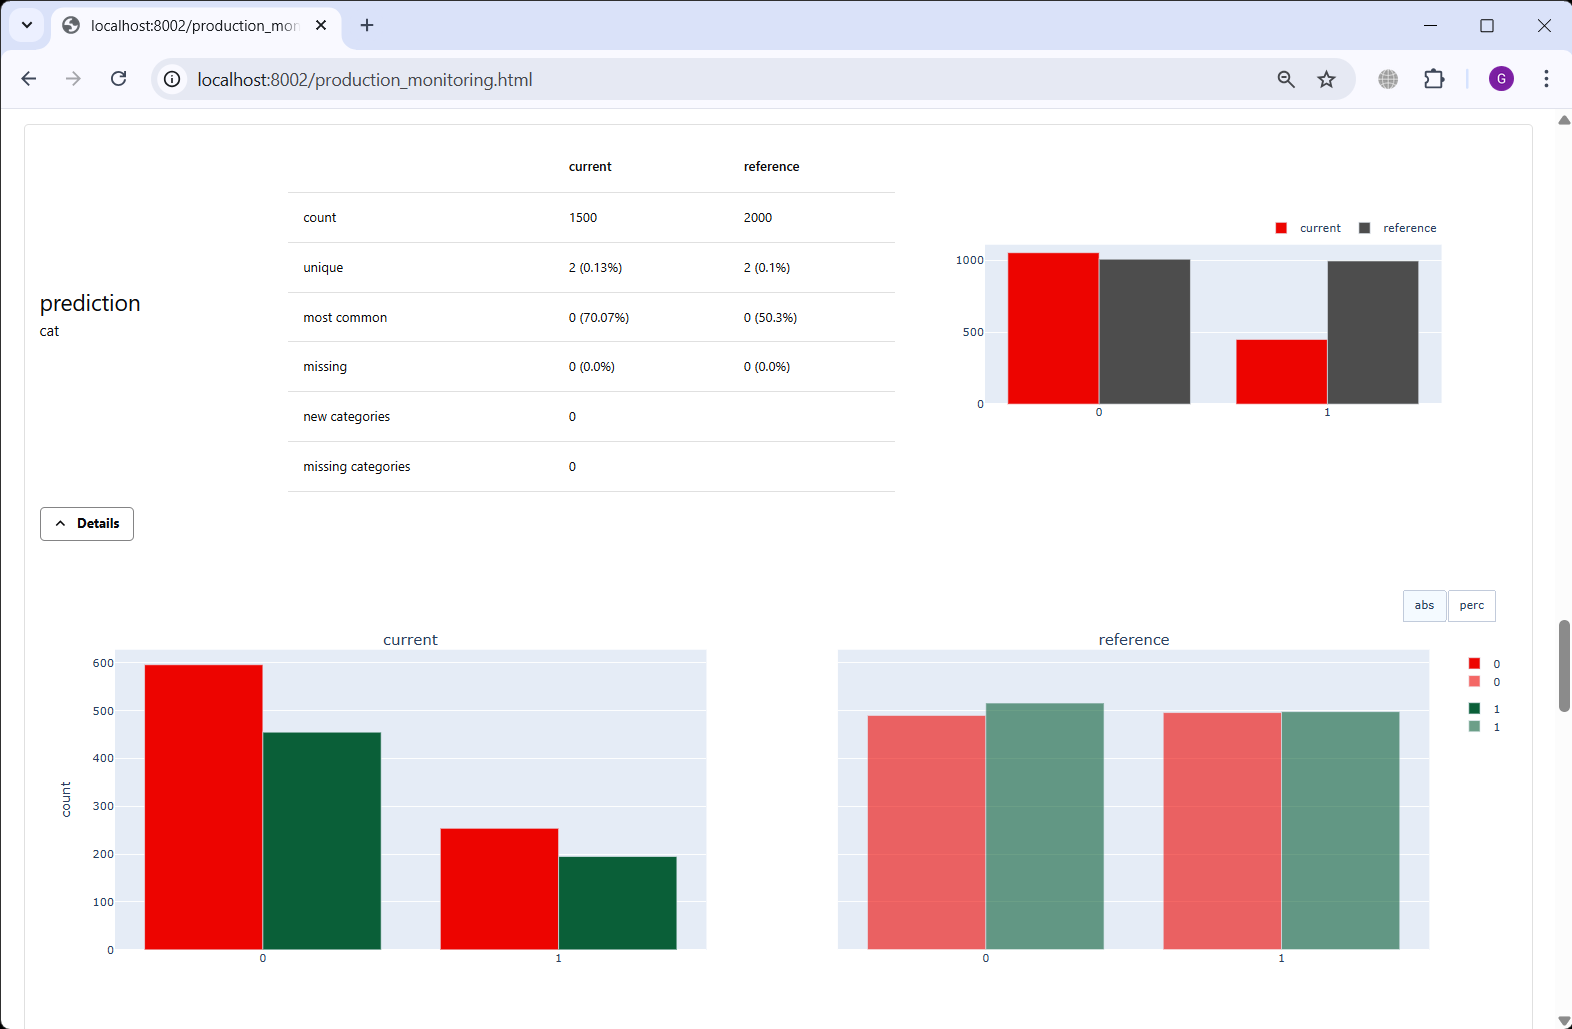 localhost:8002/production_mon
localhost:8002/production_monitoring.html
G
current reference
count 1500 2000
unique 2 (0.13%) 2 (0.1%)
most common 0 (70.07%) 0 (50.3%)
missing 0 (0.0%) 0 (0.0%)
new categories 0
missing categories 0
prediction
cat
current reference
1000
500
0
0 1
Details
abs perc
current reference
count
600
500
400
300
200
100
0
0 1
0 1
0
0
1
1